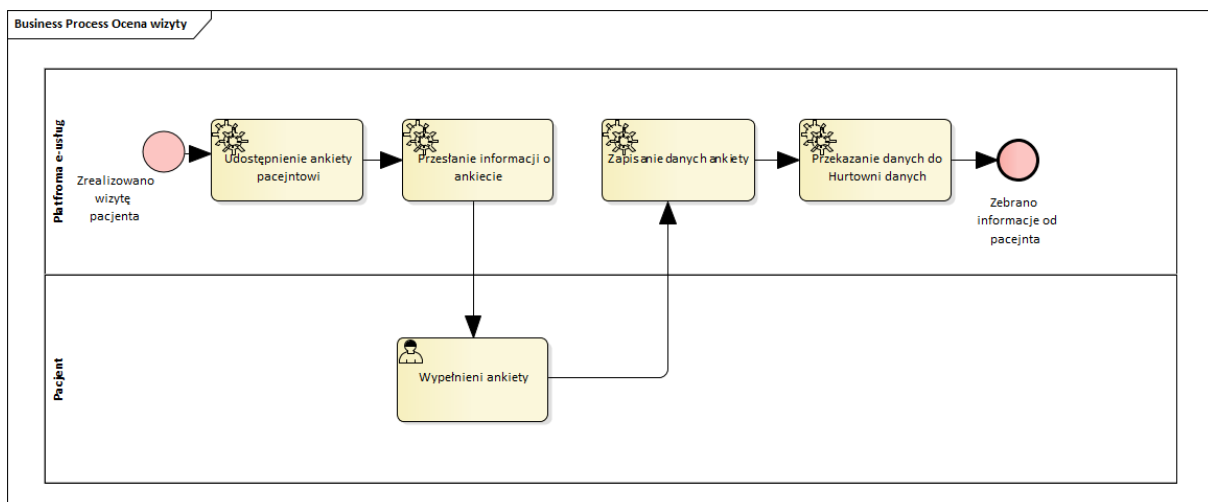 Business Process Ocena wizyty
Platfroma e-usług
Zrealizowano
wizytę
pacjenta
Udostępnienie ankiety
pacejntowi
Przesłanie informacji o
ankiecie
Zapisanie danych ankiety
Przekazanie danych do
Hurtowni danych
Zebrano
informacje od
pacejnta
Pacjent
Wypełnieni ankiety